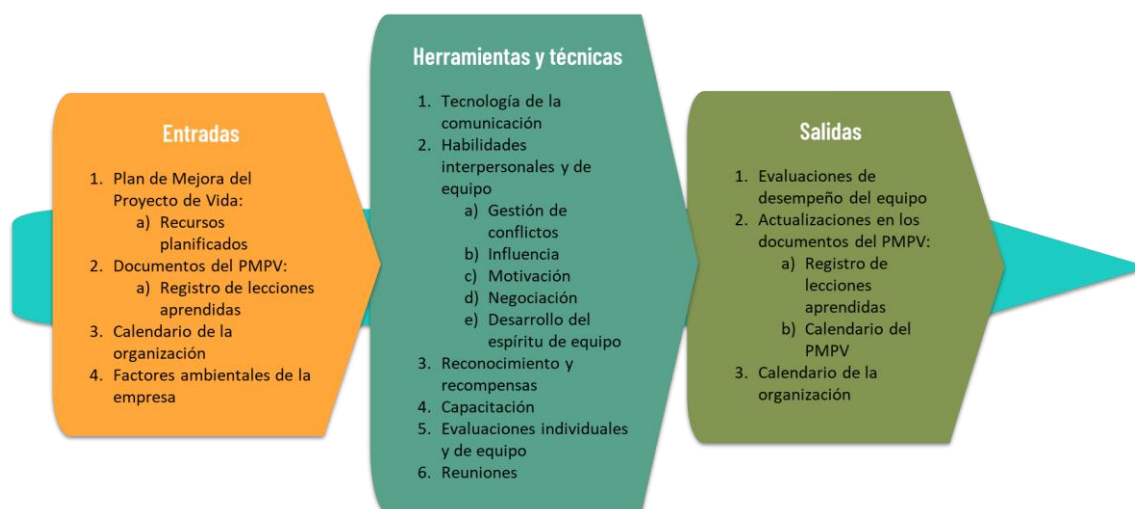 Entradas
1. Plan de Mejora del
Proyecto de Vida:
a) Recursos
planificados
2. Documentos del PMPV:
a) Registro de lecciones
aprendidas
3. Calendario de la
organización
4. Factores ambientales de la
empresa
Herramientas y técnicas
1. Tecnología de la
comunicación
2. Habilidades
interpersonales y de
equipo
a) Gestión de
conflictos
b) Influencia
c) Motivación
d) Negociación
e) Desarrollo del
espíritu de equipo
3. Reconocimiento y
recompensas
4. Capacitación
5. Evaluaciones individuales
y de equipo
6. Reuniones
Salidas
1. Evaluaciones de
desempeño del equipo
2. Actualizaciones en los
documentos del PMPV:
a) Registro de
lecciones
aprendidas
b) Calendario del
PMPV
3. Calendario de la
organización